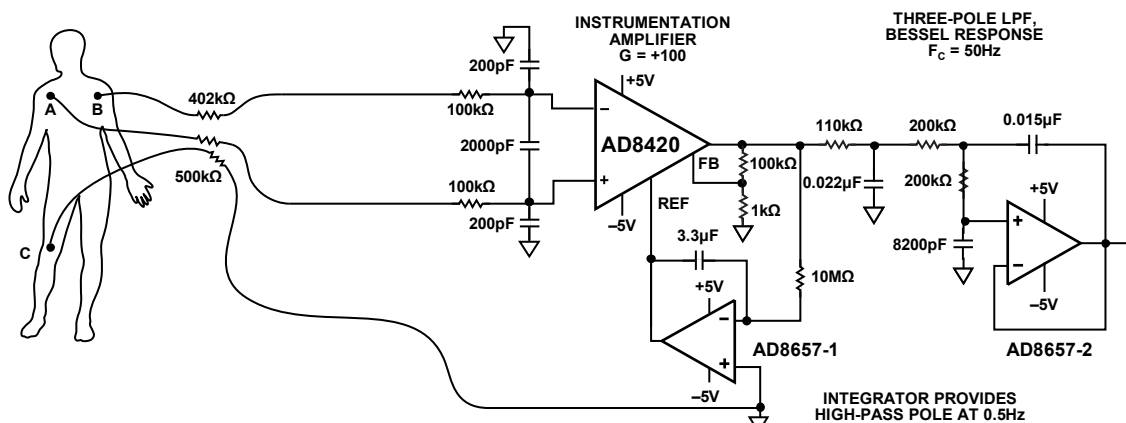 INSTRUMENTATION
AMPLIFIER
G = +100
THREE-POLE LPF,
BESSEL RESPONSE
F_C = 50Hz
200pF
+5V
A
B
402kΩ
100kΩ
−
2000pF
AD8420
FB
100kΩ
110kΩ
200kΩ
0.015µF
500kΩ
0.022µF
200kΩ
+5V
100kΩ
+
REF
1kΩ
200pF
−5V
+
C
3.3µF
8200pF
−
10MΩ
+5V
−5V
−
AD8657-1
AD8657-2
+
−5V
INTEGRATOR PROVIDES
HIGH-PASS POLE AT 0.5Hz